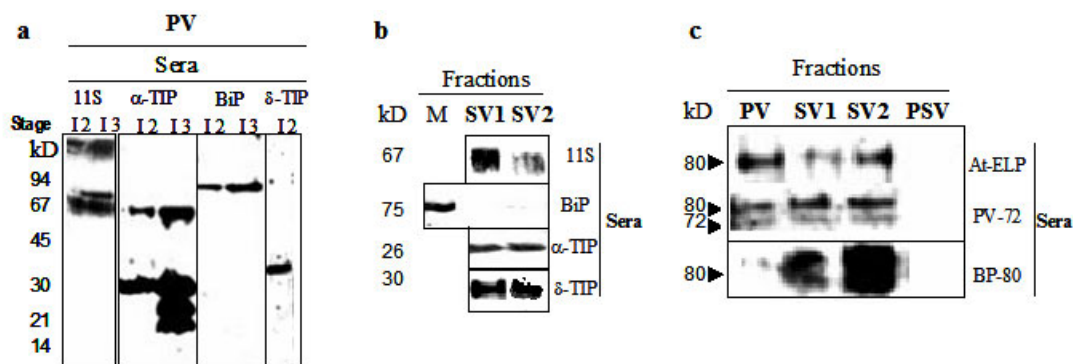 a
PV
Sera
11S α-TIP BiP δ-TIP
Stage I2 I3 I2 I3 I2 I3 I2
kD
94
67
45
30
21
14
b
Fractions
kD M SV1 SV2
67 11S
75 BiP
26 α-TIP
30 δ-TIP
Sera
c
Fractions
kD PV SV1 SV2 PSV
80 At-ELP
80 PV-72
72
80 BP-80
Sera